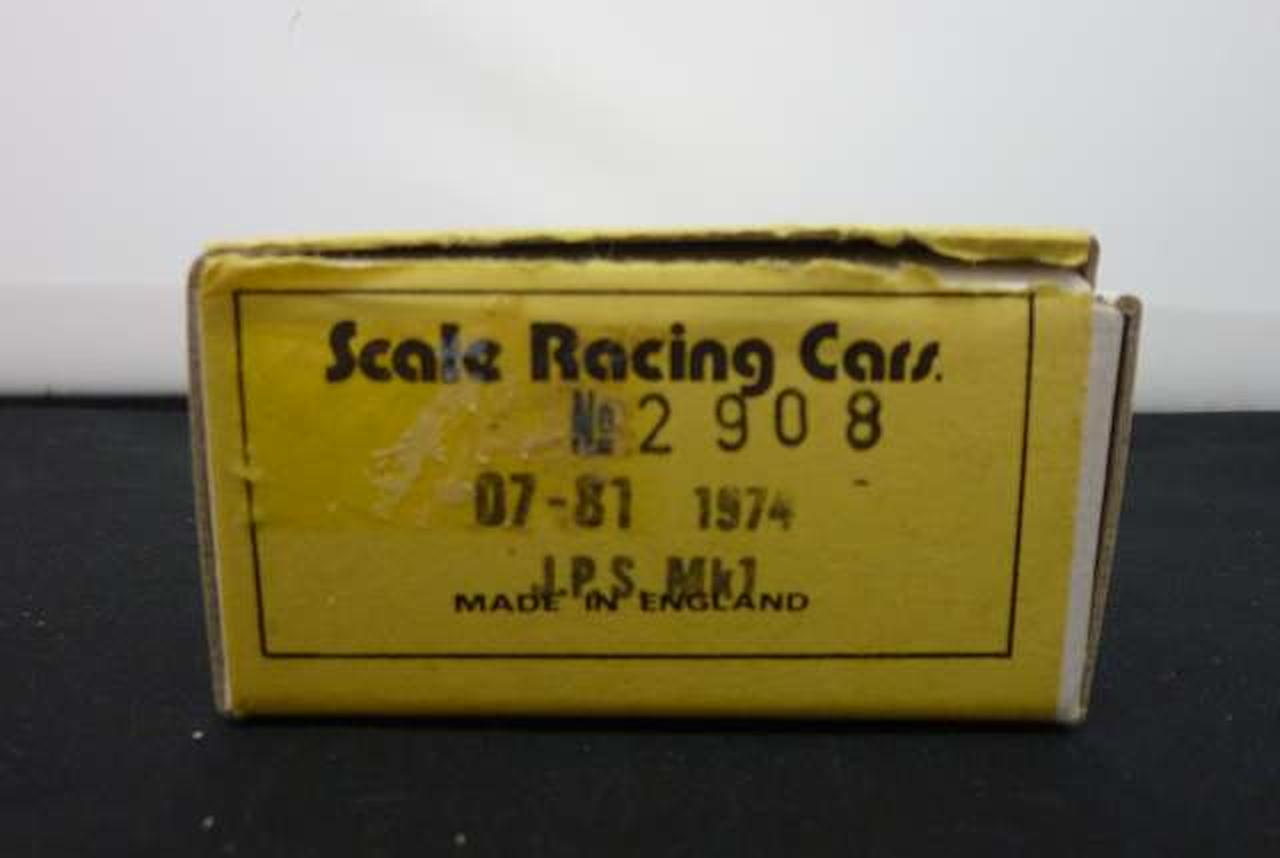 Scale Racing Cars.
№ 2908
07-81 1974
J.P.S. Mk1
MADE IN ENGLAND